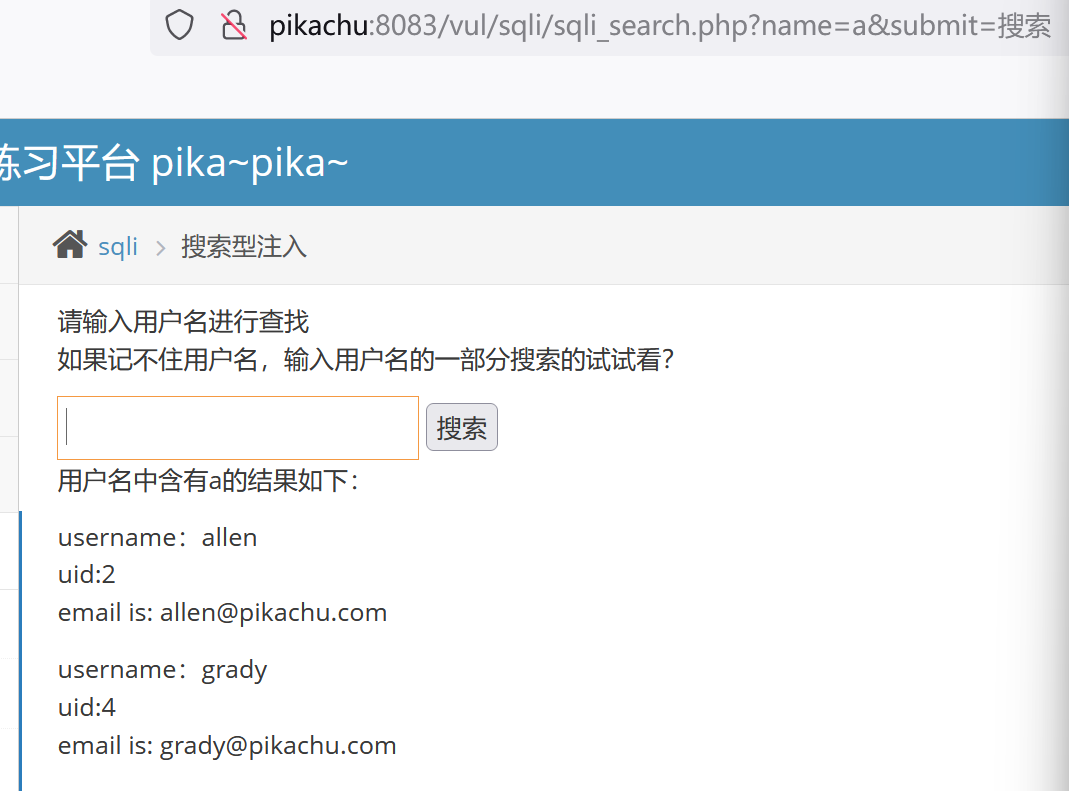 pikachu:8083/vul/sqli/sqli_search.php?name=a&submit=搜索
练习平台 pika~pika~
sqli > 搜索型注入
请输入用户名进行查找
如果记不住用户名，输入用户名的一部分搜索的试试看？
搜索
用户名中含有a的结果如下：
username：allen
uid:2
email is: allen@pikachu.com
username：grady
uid:4
email is: grady@pikachu.com